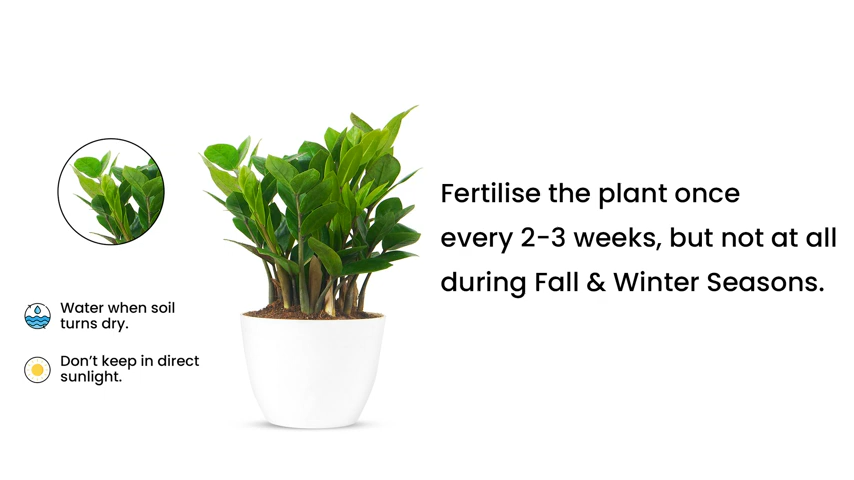 Fertilise the plant once
every 2-3 weeks, but not at all
during Fall & Winter Seasons.
Water when soil
turns dry.
Don’t keep in direct
sunlight.